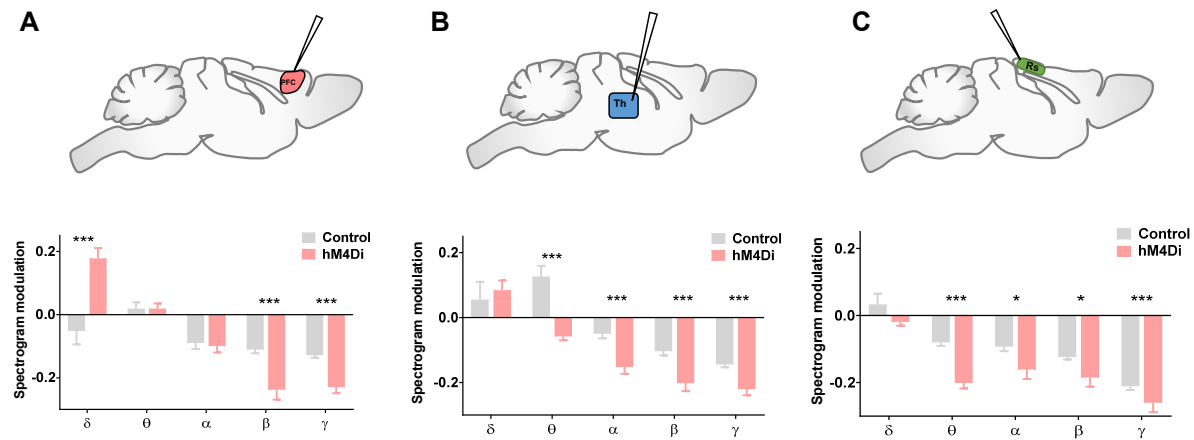 A
B
C
PFC
Th
Rs
Spectrogram modulation
0.2
0.0
-0.2
***
***
***
Control
hM4Di
δ
θ
α
β
γ
Spectrogram modulation
0.2
0.0
-0.2
***
***
***
***
Control
hM4Di
δ
θ
α
β
γ
Spectrogram modulation
0.2
0.0
-0.2
***
*
*
***
Control
hM4Di
δ
θ
α
β
γ